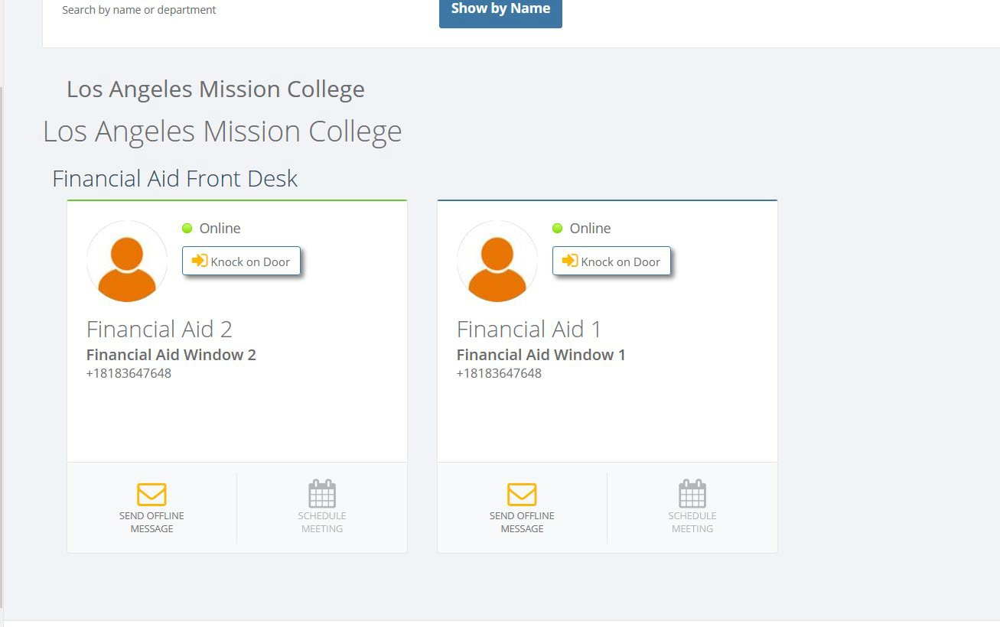 Search by name or department
Show by Name
Los Angeles Mission College
Los Angeles Mission College
Financial Aid Front Desk
Online
Knock on Door
Financial Aid 2
Financial Aid Window 2
+18183647648
SEND OFFLINE
MESSAGE
SCHEDULE
MEETING
Online
Knock on Door
Financial Aid 1
Financial Aid Window 1
+18183647648
SEND OFFLINE
MESSAGE
SCHEDULE
MEETING